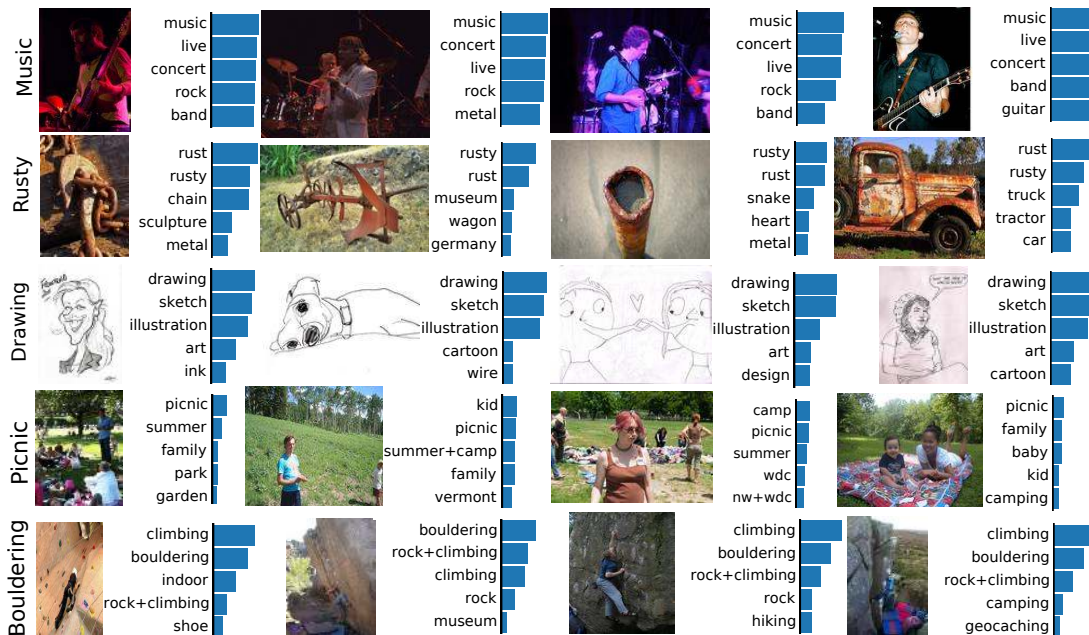 Music
music
live
concert
rock
band
music
concert
live
rock
metal
music
concert
live
rock
band
music
live
concert
band
guitar
Rusty
rust
rusty
chain
sculpture
metal
rusty
rust
museum
wagon
germany
rusty
rust
snake
heart
metal
rust
rusty
truck
tractor
car
Drawing
drawing
sketch
illustration
art
ink
drawing
sketch
illustration
cartoon
wire
drawing
sketch
illustration
art
design
drawing
sketch
illustration
art
cartoon
Picnic
picnic
summer
family
park
garden
kid
picnic
summer+camp
family
vermont
camp
picnic
summer
wdc
nw+wdc
picnic
family
baby
kid
camping
Bouldering
climbing
bouldering
indoor
rock+climbing
shoe
bouldering
rock+climbing
climbing
rock
museum
climbing
bouldering
rock+climbing
rock
hiking
climbing
bouldering
rock+climbing
camping
geocaching